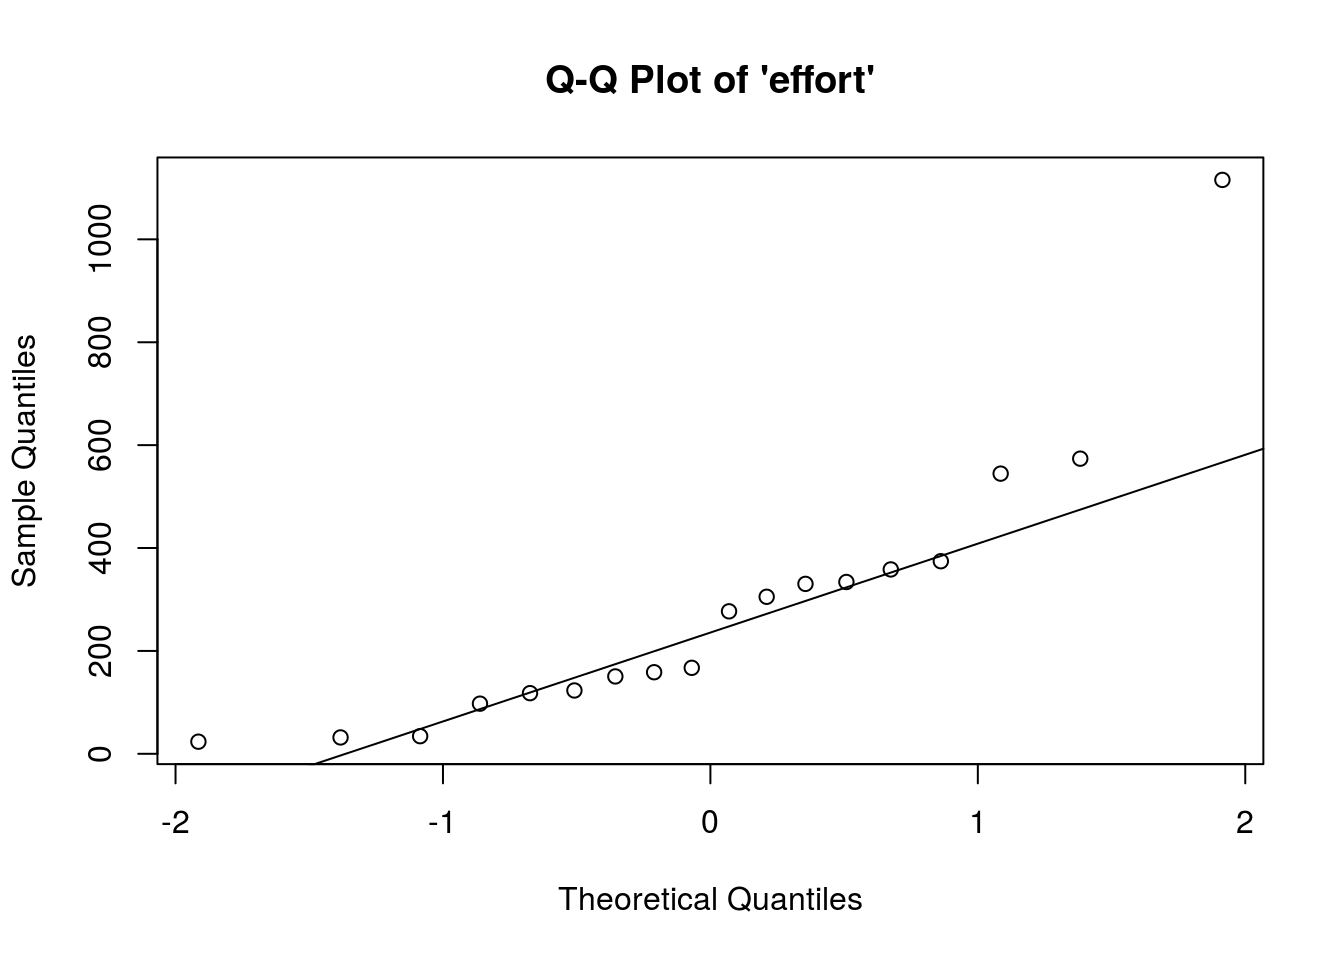 Q-Q Plot of 'effort'
Sample Quantiles
1000
800
600
400
200
0
-2 -1 0 1 2
Theoretical Quantiles